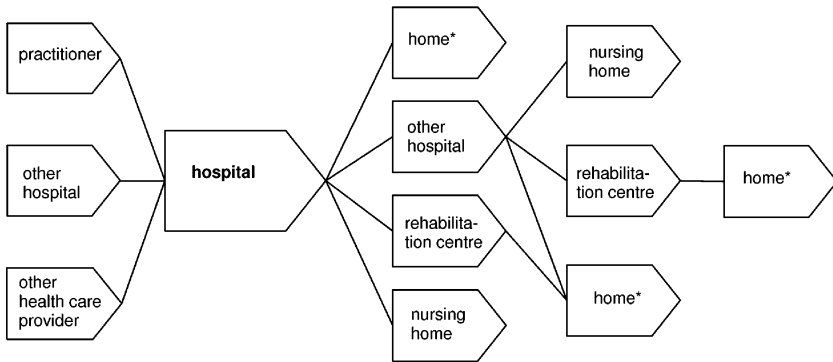 practitioner
other
hospital
other
health care
provider
hospital
home*
other
hospital
rehabilita-
tion centre
nursing
home
nursing
home
rehabilita-
tion centre
home*
home*